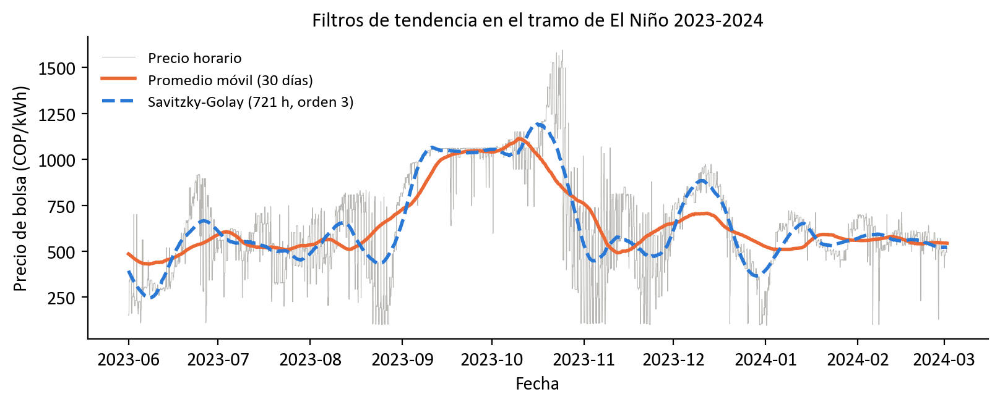 Filtros de tendencia en el tramo de El Niño 2023-2024
Precio de bolsa (COP/kWh)
1500
1250
1000
750
500
250
Precio horario
Promedio móvil (30 días)
Savitzky-Golay (721 h, orden 3)
2023-06 2023-07 2023-08 2023-09 2023-10 2023-11 2023-12 2024-01 2024-02 2024-03
Fecha